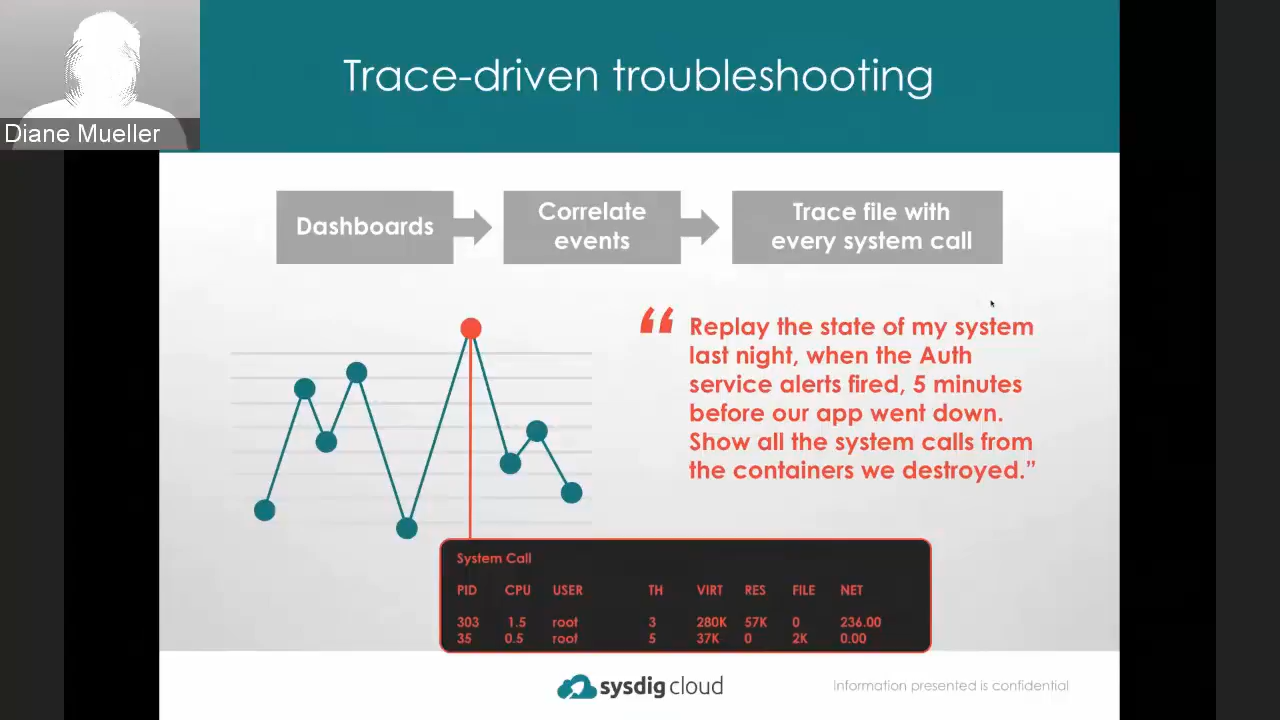 Trace-driven troubleshooting
Diane Mueller
Dashboards
Correlate
events
Trace file with
every system call
“ Replay the state of my system
last night, when the Auth
service alerts fired, 5 minutes
before our app went down.
Show all the system calls from
the containers we destroyed.”
System Call
PID CPU USER TH VIRT RES FILE NET
303 1.5 root 3 280K 57K 0 236.00
35 0.5 root 5 37K 0 2K 0.00
sysdig cloud
Information presented is confidential